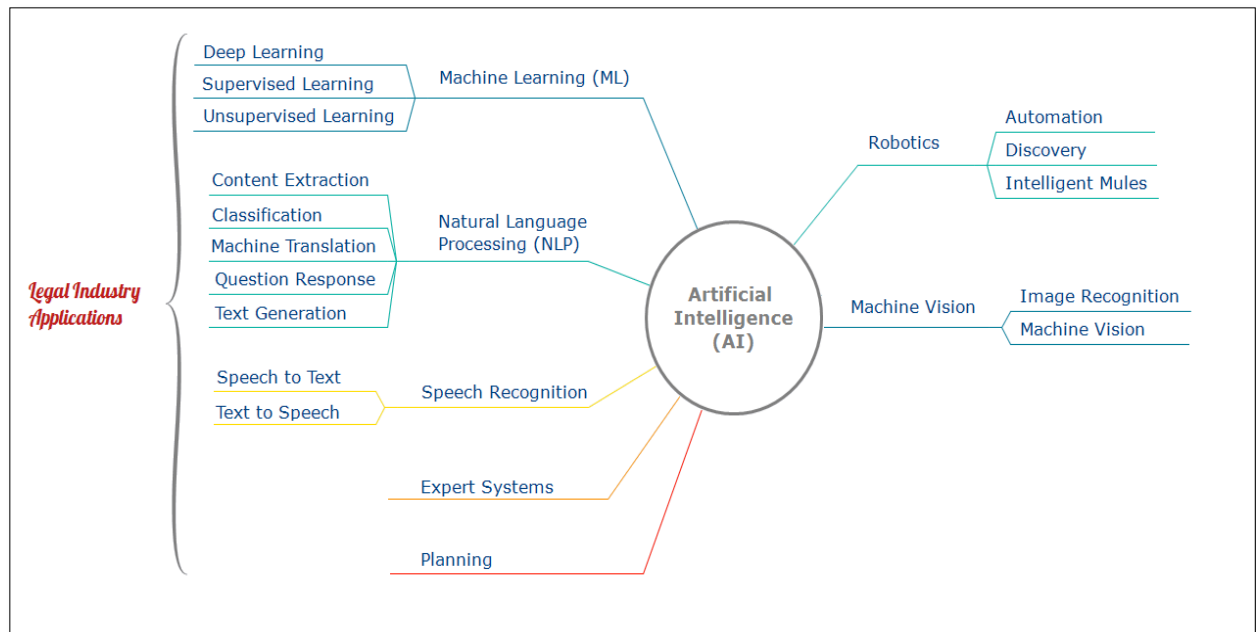 Deep Learning
Supervised Learning
Unsupervised Learning
Machine Learning (ML)
Content Extraction
Classification
Machine Translation
Question Response
Text Generation
Natural Language
Processing (NLP)
Legal Industry
Applications
Speech to Text
Text to Speech
Speech Recognition
Expert Systems
Planning
Artificial
Intelligence
(AI)
Robotics
Automation
Discovery
Intelligent Mules
Machine Vision
Image Recognition
Machine Vision